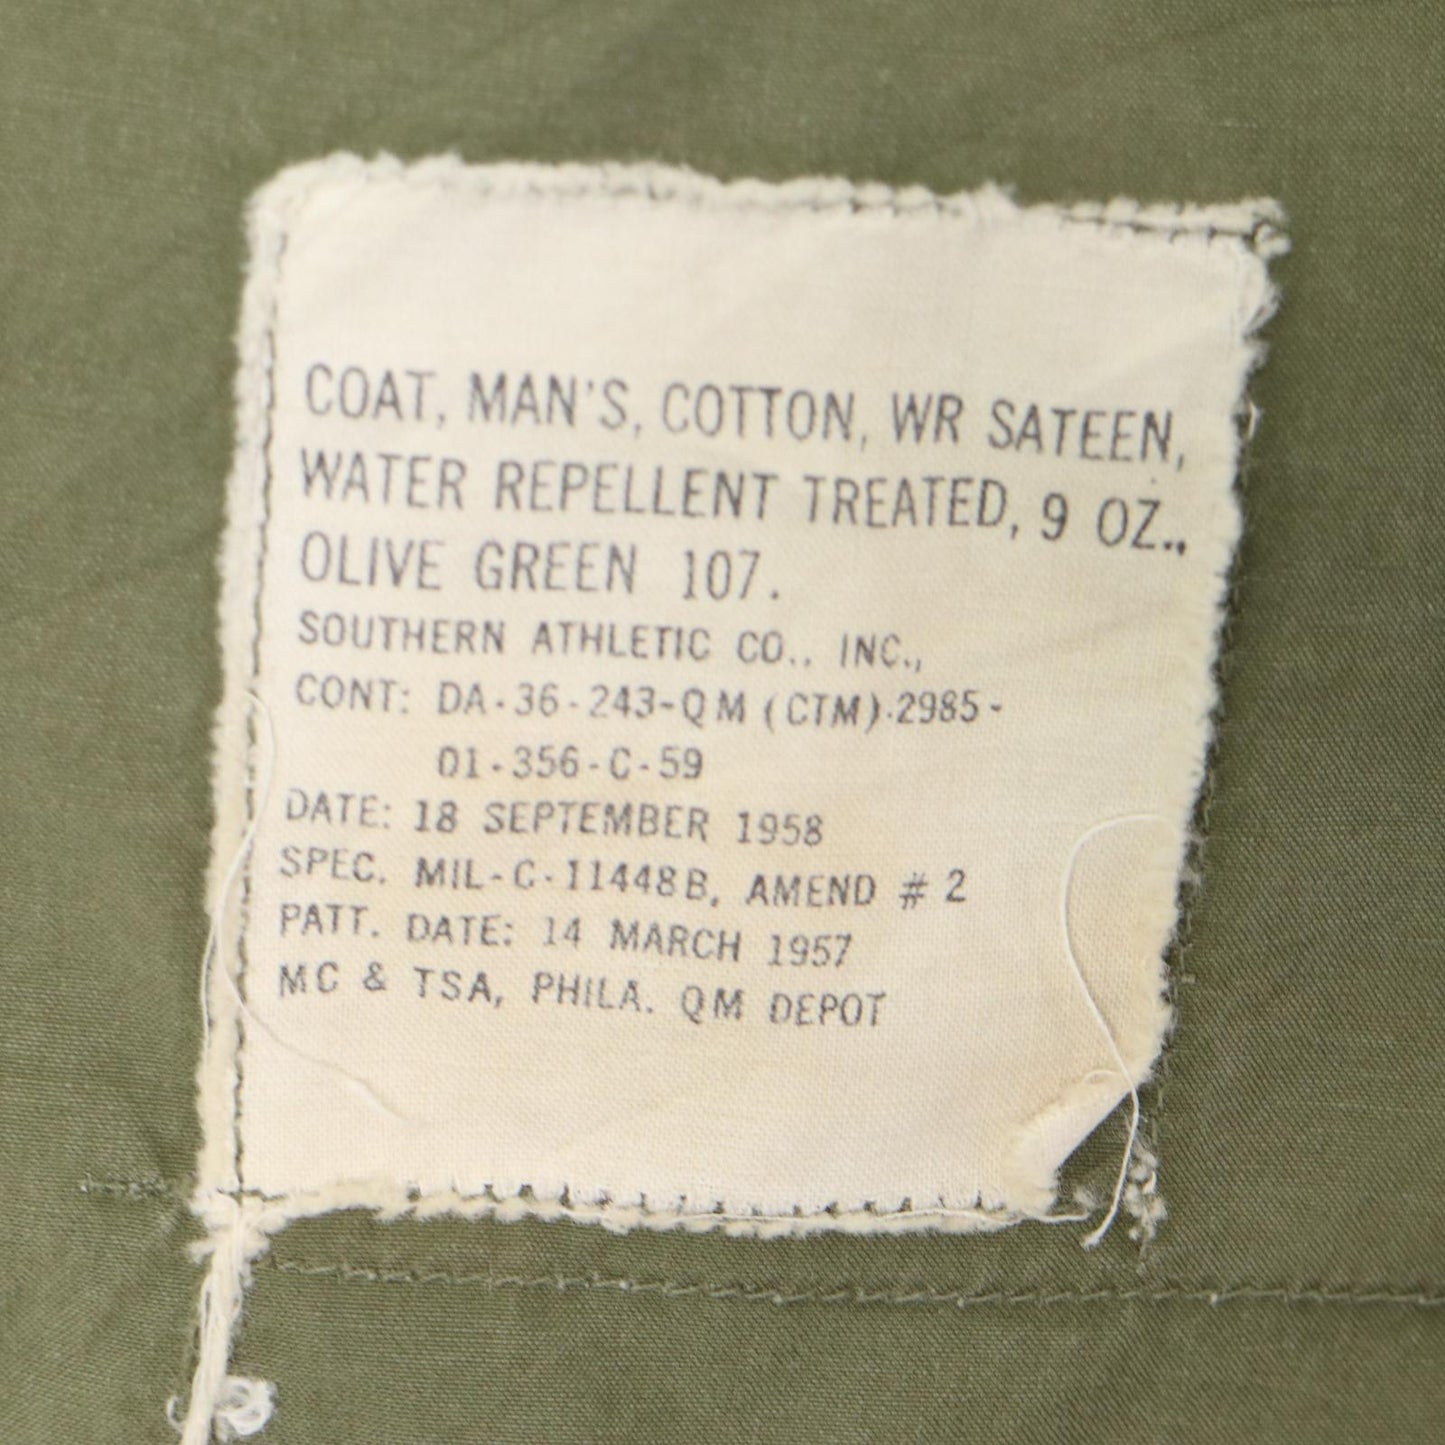 COAT, MAN'S, COTTON, WR SATEEN,
WATER REPELLENT TREATED, 9 OZ.,
OLIVE GREEN 107.
SOUTHERN ATHLETIC CO., INC.,
CONT: DA-36-243-QM (CTM)-2985-
01-356-C-59
DATE: 18 SEPTEMBER 1958
SPEC. MIL-C-11448B, AMEND # 2
PATT. DATE: 14 MARCH 1957
MC & TSA, PHILA. QM DEPOT